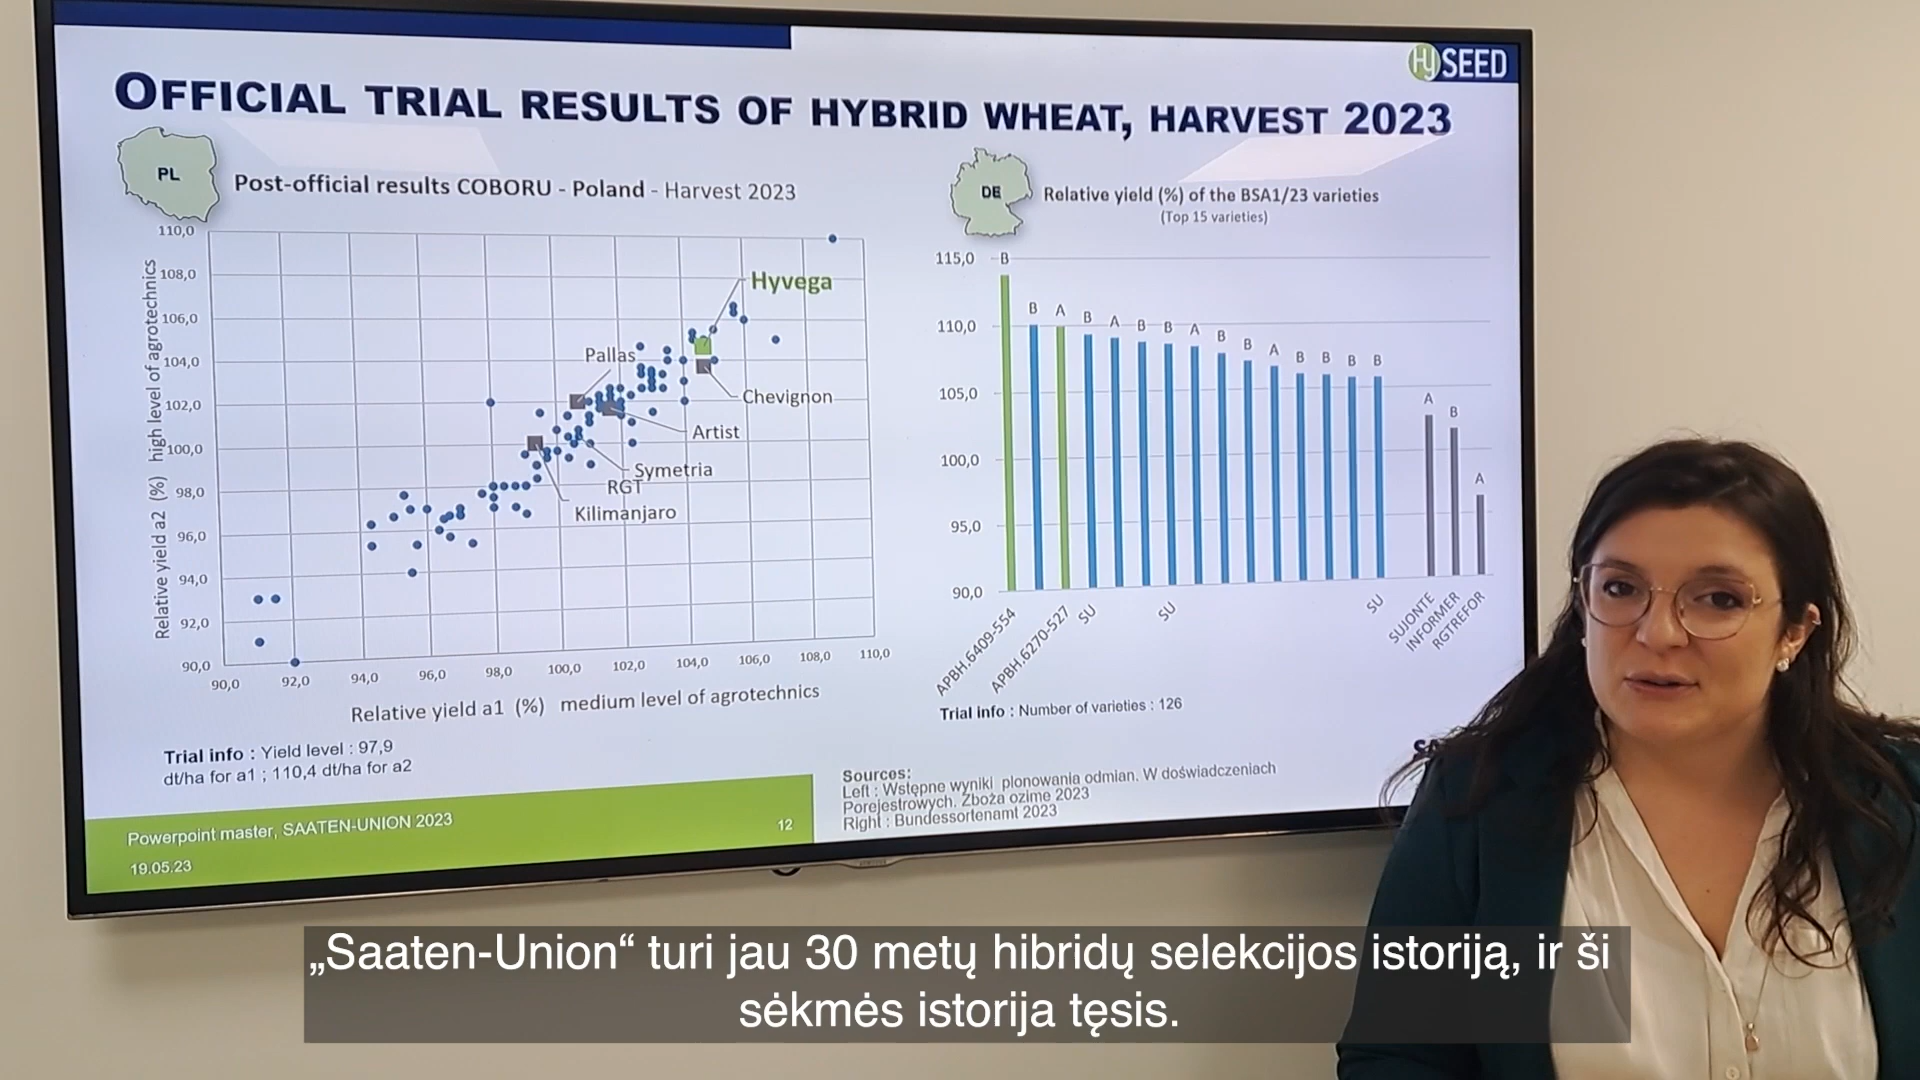 Hy SEED
OFFICIAL TRIAL RESULTS OF HYBRID WHEAT, HARVEST 2023
PL
Post-official results COBORU - Poland - Harvest 2023
110,0
108,0
106,0
104,0
102,0
100,0
98,0
96,0
94,0
92,0
90,0
Relative yield a2 (%) high level of agrotechnics
Hyvega
Pallas
Chevignon
Artist
Symetria
RGT
Kilimanjaro
90,0 92,0 94,0 96,0 98,0 100,0 102,0 104,0 106,0 108,0 110,0
Relative yield a1 (%) medium level of agrotechnics
Trial info : Yield level : 97,9
dt/ha for a1 ; 110,4 dt/ha for a2
DE
Relative yield (%) of the BSA1/23 varieties
(Top 15 varieties)
115,0
110,0
105,0
100,0
95,0
90,0
B B A B A B B A B B A B B B B A B A
APBH.6409-554
APBH.6270-527
SU
SU
SU
SUJONTE
INFORMER
RGTREFOR
Trial info : Number of varieties : 126
Sources:
Left : Wstępne wyniki plonowania odmian. W doświadczeniach
Porejestrowych. Zboża ozime 2023
Right : Bundessortenamt 2023
Powerpoint master, SAATEN-UNION 2023
12
19.05.23
„Saaten-Union“ turi jau 30 metų hibridų selekcijos istoriją, ir ši
sėkmės istorija tęsis.